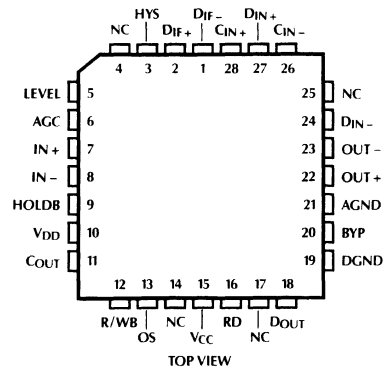 HYS DIF- DIN+
NC DIF+ CIN+ CIN-
4 3 2 1 28 27 26
LEVEL 5 25 NC
AGC 6 24 DIN-
IN+ 7 23 OUT-
IN- 8 22 OUT+
HOLDB 9 21 AGND
VDD 10 20 BYP
COUT 11 19 DGND
12 13 14 15 16 17 18
R/WB NC RD DOUT
OS VCC NC
TOP VIEW